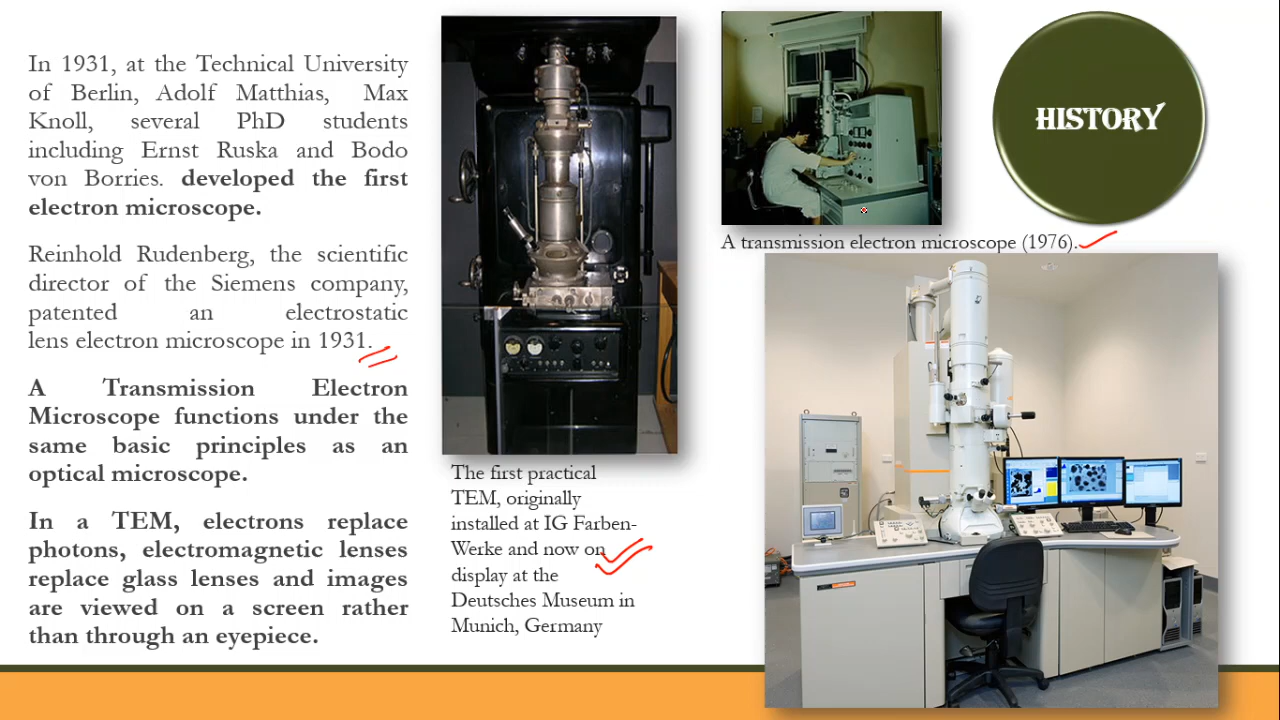 In 1931, at the Technical University
of Berlin, Adolf Matthias, Max
Knoll, several PhD students
including Ernst Ruska and Bodo
von Borries. developed the first
electron microscope.
Reinhold Rudenberg, the scientific
director of the Siemens company,
patented an electrostatic
lens electron microscope in 1931.
A Transmission Electron
Microscope functions under the
same basic principles as an
optical microscope.
In a TEM, electrons replace
photons, electromagnetic lenses
replace glass lenses and images
are viewed on a screen rather
than through an eyepiece.
The first practical
TEM, originally
installed at IG Farben-
Werke and now on
display at the
Deutsches Museum in
Munich, Germany
A transmission electron microscope (1976).
HISTORY